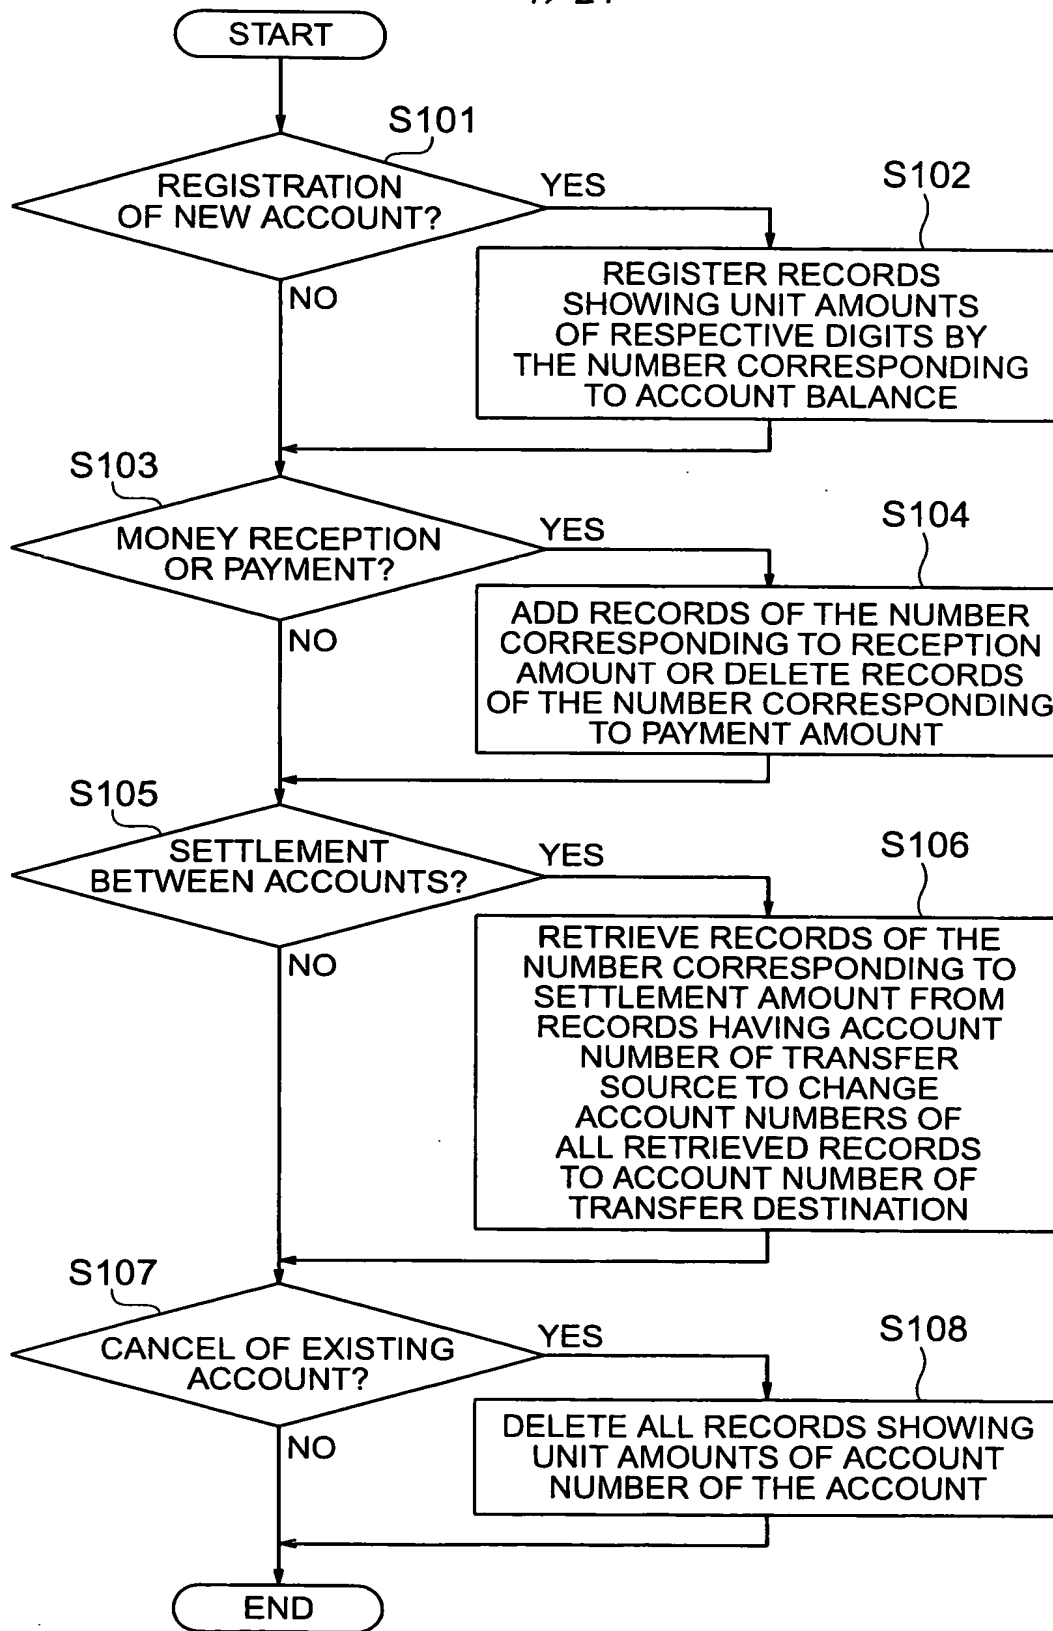 START
S101
REGISTRATION
OF NEW ACCOUNT?
YES
NO
S102
REGISTER RECORDS
SHOWING UNIT AMOUNTS
OF RESPECTIVE DIGITS BY
THE NUMBER CORRESPONDING
TO ACCOUNT BALANCE
S103
MONEY RECEPTION
OR PAYMENT?
YES
NO
S104
ADD RECORDS OF THE NUMBER
CORRESPONDING TO RECEPTION
AMOUNT OR DELETE RECORDS
OF THE NUMBER CORRESPONDING
TO PAYMENT AMOUNT
S105
SETTLEMENT
BETWEEN ACCOUNTS?
YES
NO
S106
RETRIEVE RECORDS OF THE
NUMBER CORRESPONDING TO
SETTLEMENT AMOUNT FROM
RECORDS HAVING ACCOUNT
NUMBER OF TRANSFER
SOURCE TO CHANGE
ACCOUNT NUMBERS OF
ALL RETRIEVED RECORDS
TO ACCOUNT NUMBER OF
TRANSFER DESTINATION
S107
CANCEL OF EXISTING
ACCOUNT?
YES
NO
S108
DELETE ALL RECORDS SHOWING
UNIT AMOUNTS OF ACCOUNT
NUMBER OF THE ACCOUNT
END